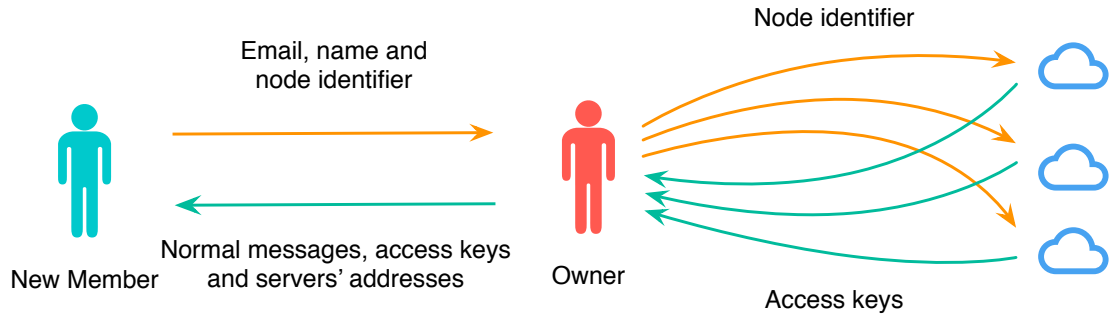 Node identifier
Email, name and
node identifier
Normal messages, access keys
and servers’ addresses
New Member
Owner
Access keys